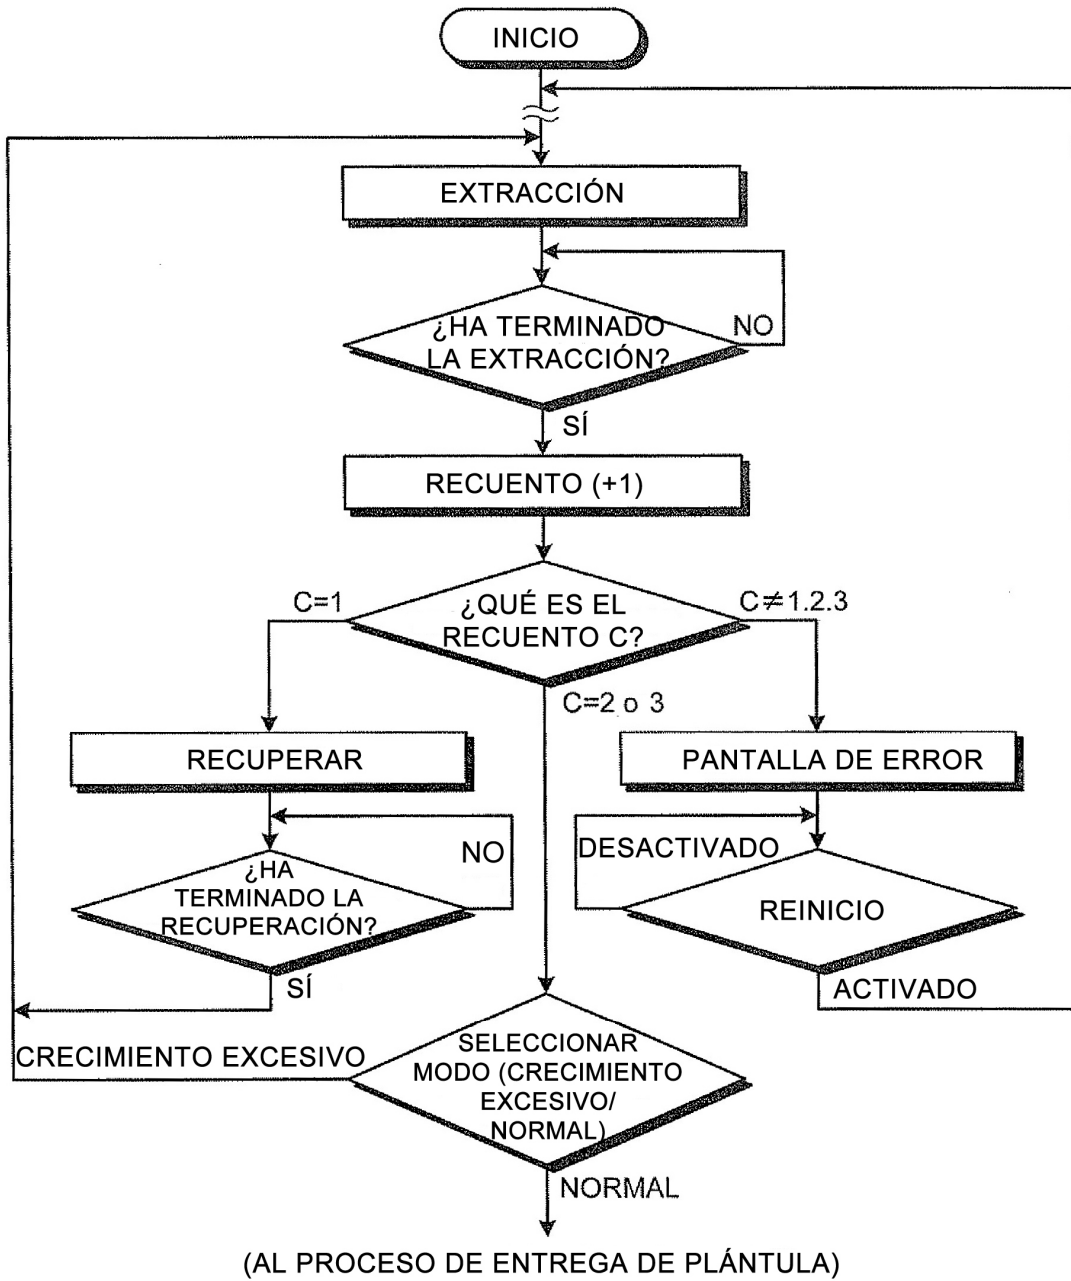 INICIO
EXTRACCIÓN
¿HA TERMINADO
LA EXTRACCIÓN?
NO
SÍ
RECUENTO (+1)
¿QUÉ ES EL
RECUENTO C?
C=1
C≠1.2.3
C=2 o 3
RECUPERAR
PANTALLA DE ERROR
NO
¿HA
TERMINADO LA
RECUPERACIÓN?
SÍ
DESACTIVADO
REINICIO
ACTIVADO
CRECIMIENTO EXCESIVO
SELECCIONAR
MODO (CRECIMIENTO
EXCESIVO/
NORMAL)
NORMAL
(AL PROCESO DE ENTREGA DE PLÁNTULA)